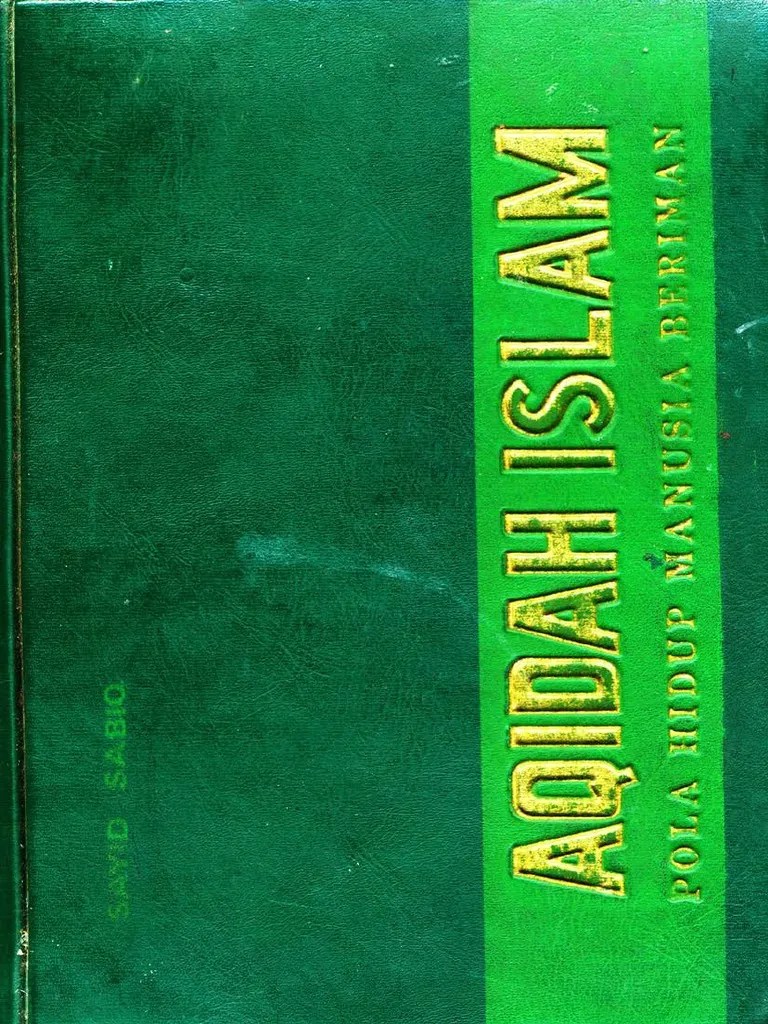 SAYID SABIQ
AQIDAH ISLAM
POLA HIDUP MANUSIA BERIMAN